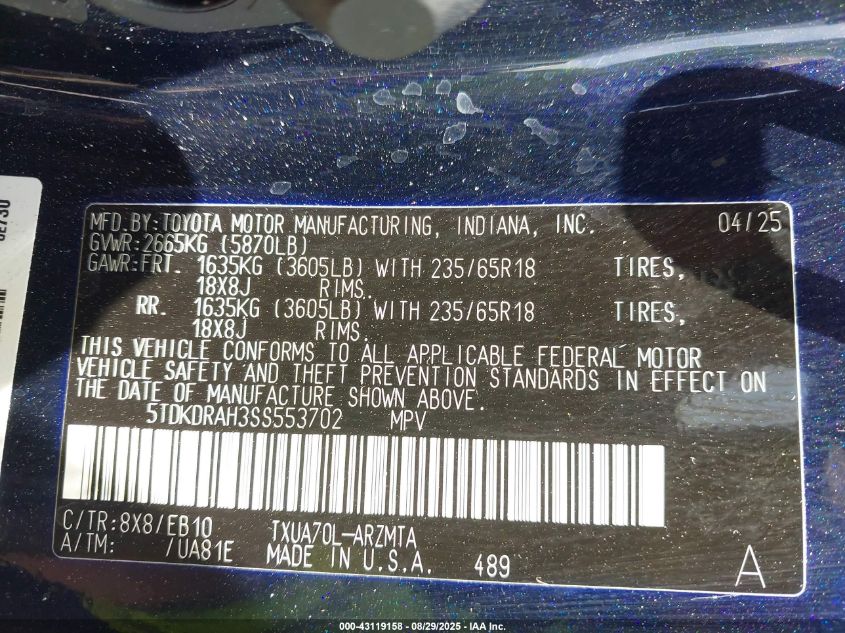 MFD.BY:TOYOTA MOTOR MANUFACTURING, INDIANA, INC. 04/25
GVWR:2665KG (5870LB)
GAWR:FRT. 1635KG (3605LB) WITH 235/65R18 TIRES,
18X8J RIMS.
RR. 1635KG (3605LB) WITH 235/65R18 TIRES,
18X8J RIMS.
THIS VEHICLE CONFORMS TO ALL APPLICABLE FEDERAL MOTOR
VEHICLE SAFETY AND THEFT PREVENTION STANDARDS IN EFFECT ON
THE DATE OF MANUFACTURE SHOWN ABOVE.
5TDKDRAH3SS553702 MPV
C/TR:8X8/EB10 TXUA70L-ARZMTA
A/TM: /UA81E MADE IN U.S.A. 489 A
000-43119158 - 08/29/2025 - IAA Inc.